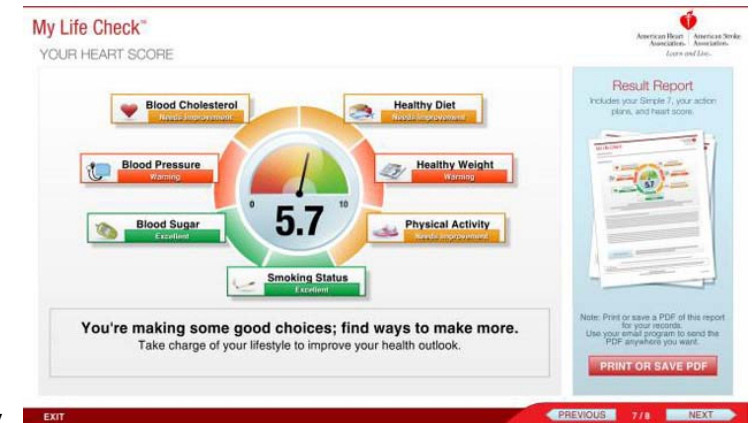 My Life Check™
YOUR HEART SCORE
American Heart Association®
American Stroke Association®
Learn and Live®
Blood Cholesterol
Needs Improvement
Healthy Diet
Needs Improvement
Blood Pressure
Warning
Healthy Weight
Warning
Blood Sugar
Excellent
Physical Activity
Needs Improvement
Smoking Status
Excellent
0
10
5.7
You're making some good choices; find ways to make more.
Take charge of your lifestyle to improve your health outlook.
Result Report
Includes your Simple 7, your action
plans, and heart score.
5.7
Note: Print or save a PDF of this report
for your records.
Use your email program to send the
PDF anywhere you want.
PRINT OR SAVE PDF
EXIT
PREVIOUS
7/8
NEXT